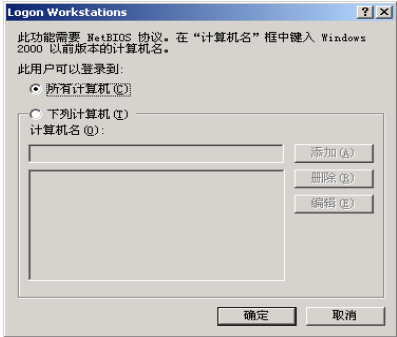 Logon Workstations
此功能需要 NetBIOS 协议。在“计算机名”框中键入 Windows
2000 以前版本的计算机名。
此用户可以登录到:
所有计算机(C)
下列计算机(T)
计算机名(O):
添加(A)
删除(R)
编辑(E)
确定
取消